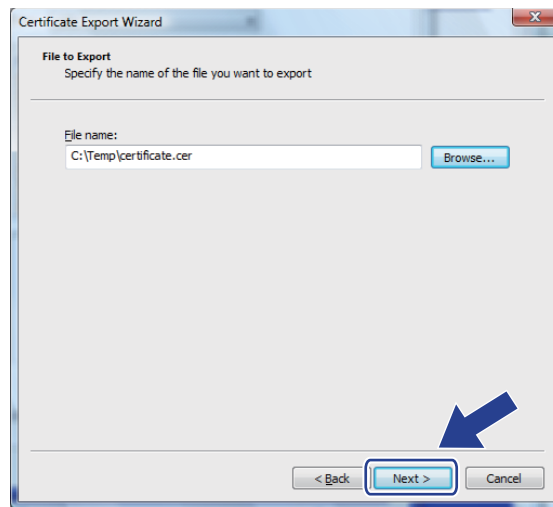 Certificate Export Wizard
File to Export
Specify the name of the file you want to export
File name:
C:\Temp\certificate.cer
Browse...
< Back
Next >
Cancel